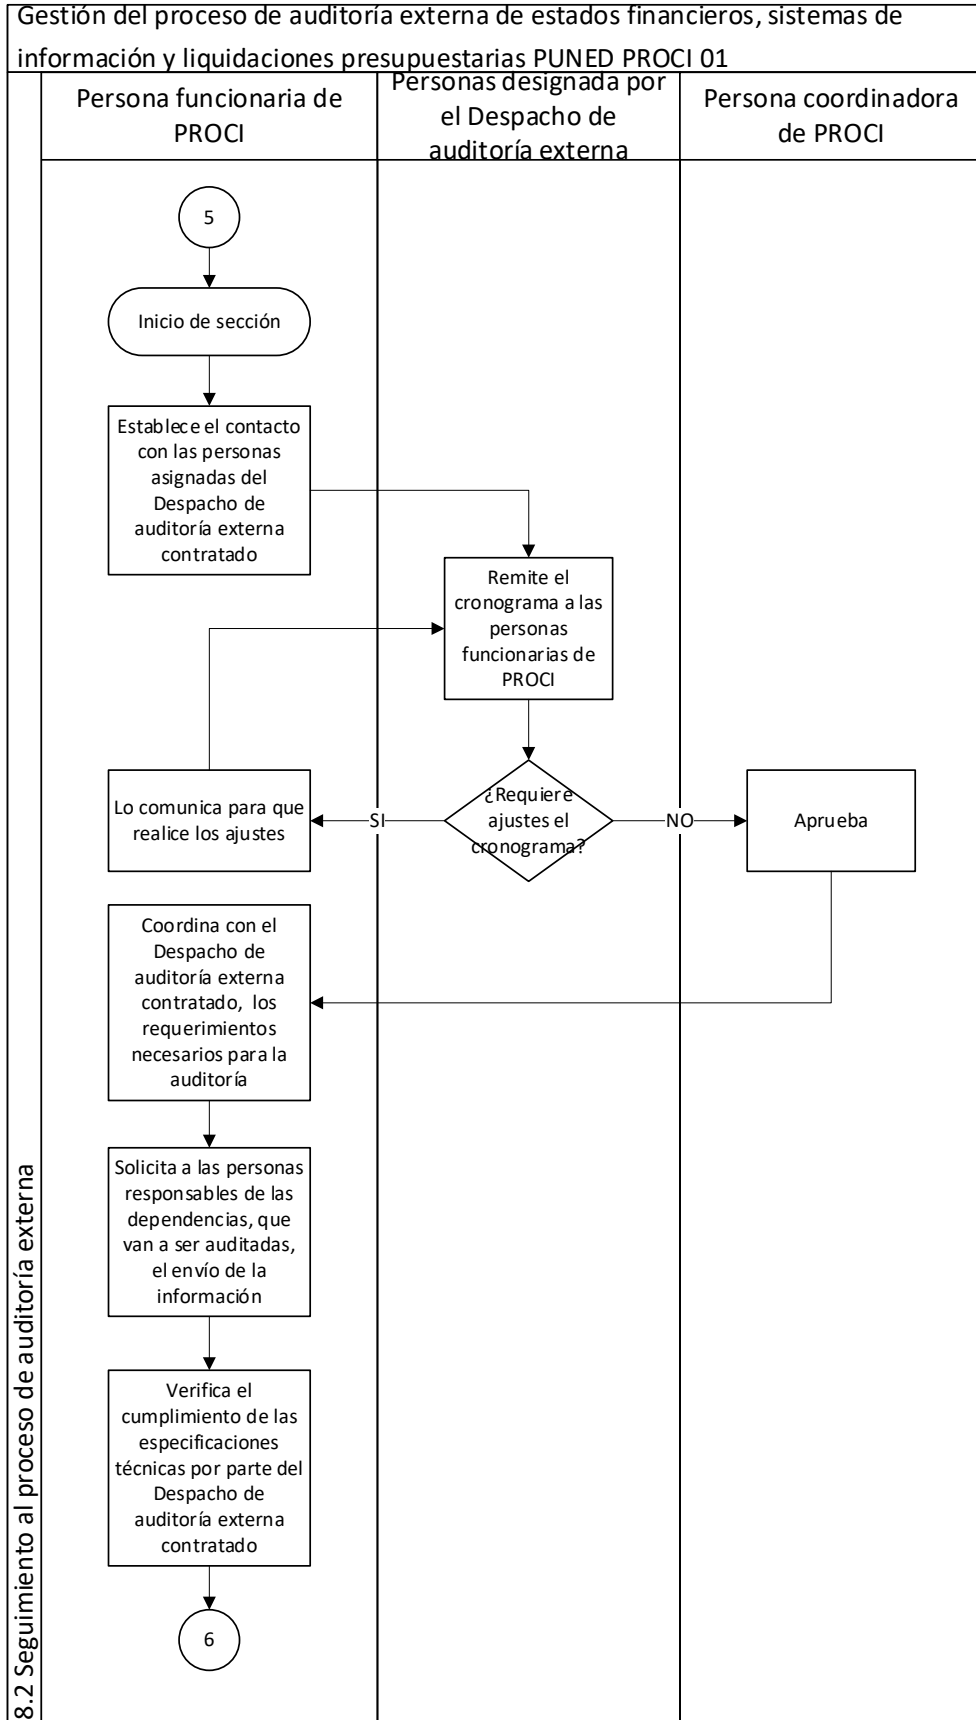 Gestión del proceso de auditoría externa de estados financieros, sistemas de
información y liquidaciones presupuestarias PUNED PROCI 01
Persona funcionaria de
PROCI
Personas designada por
el Despacho de
auditoría externa
Persona coordinadora
de PROCI
5
Inicio de sección
Establece el contacto
con las personas
asignadas del
Despacho de
auditoría externa
contratado
Remite el
cronograma a las
personas
funcionarias de
PROCI
¿Requiere
ajustes el
cronograma?
SI
NO
Lo comunica para que
realice los ajustes
Aprueba
Coordina con el
Despacho de
auditoría externa
contratado, los
requerimientos
necesarios para la
auditoría
Solicita a las personas
responsables de las
dependencias, que
van a ser auditadas,
el envío de la
información
Verifica el
cumplimiento de las
especificaciones
técnicas por parte del
Despacho de
auditoría externa
contratado
6
8.2 Seguimiento al proceso de auditoría externa